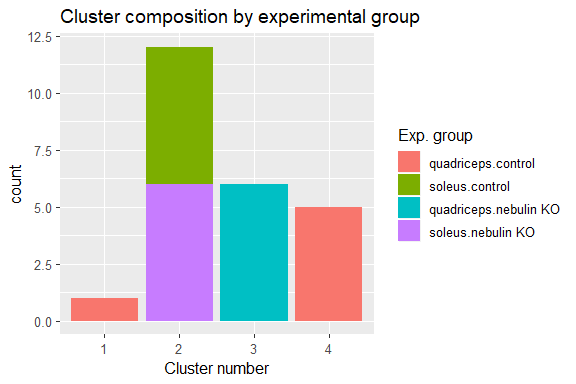 Cluster composition by experimental group
12.5
10.0
7.5
5.0
2.5
0.0
count
1 2 3 4
Cluster number
Exp. group
quadriceps.control
soleus.control
quadriceps.nebulin KO
soleus.nebulin KO